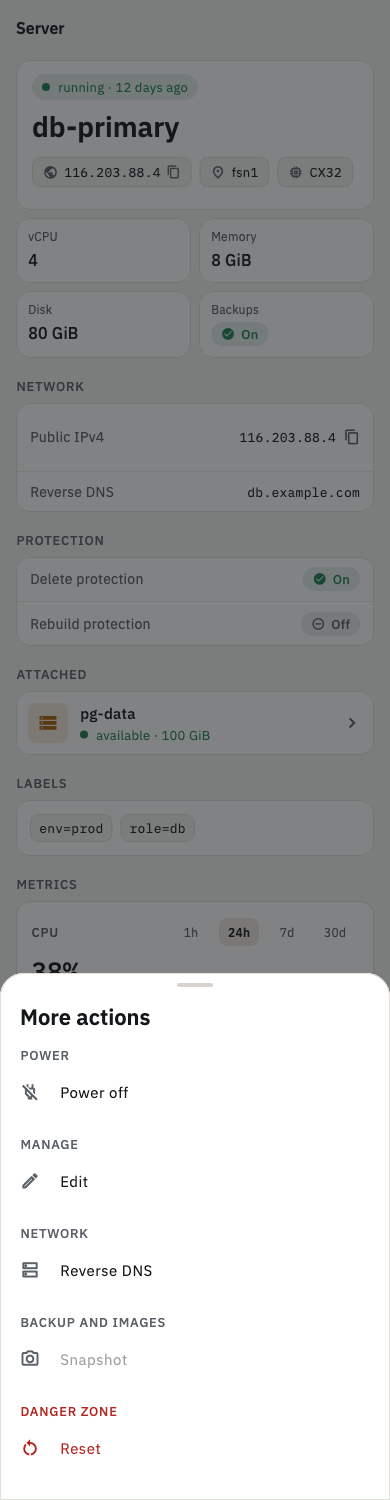 Server
running · 12 days ago
db-primary
116.203.88.4 fsn1 CX32
vCPU Memory
4 8 GiB
Disk Backups
80 GiB On
NETWORK
Public IPv4 116.203.88.4
Reverse DNS db.example.com
PROTECTION
Delete protection On
Rebuild protection Off
ATTACHED
pg-data
available · 100 GiB
LABELS
env=prod role=db
METRICS
CPU 1h 24h 7d 30d
38%
More actions
POWER
Power off
MANAGE
Edit
NETWORK
Reverse DNS
BACKUP AND IMAGES
Snapshot
DANGER ZONE
Reset